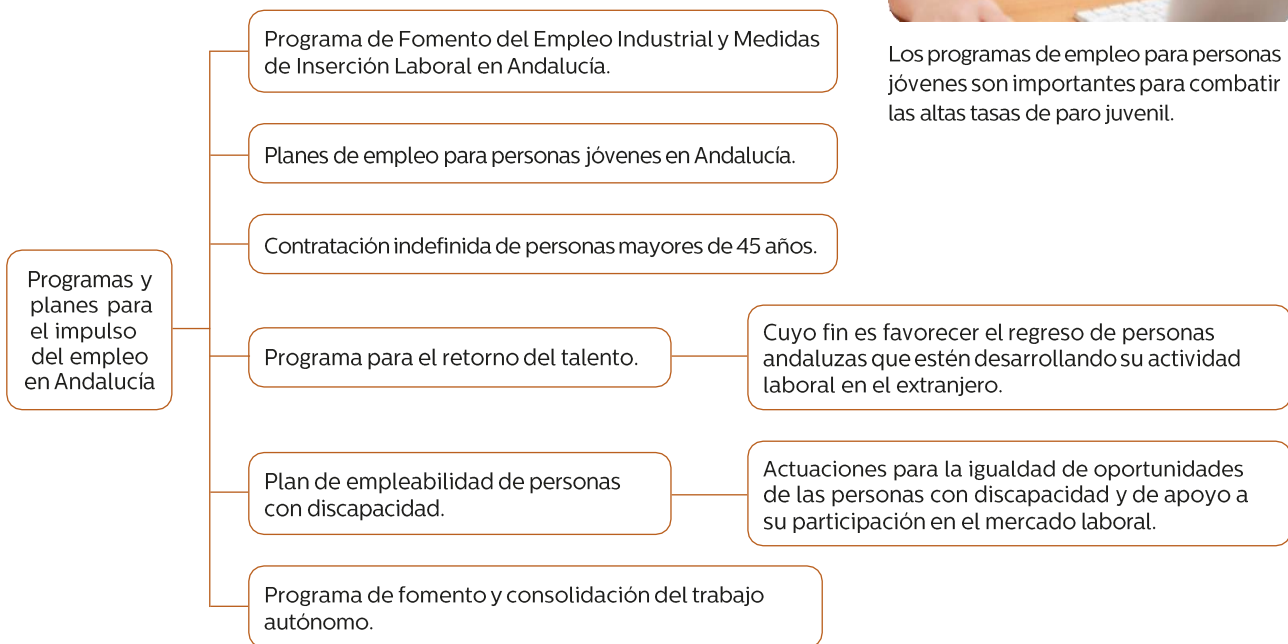 Programa de Fomento del Empleo Industrial y Medidas
de Inserción Laboral en Andalucía.
Los programas de empleo para personas
jóvenes son importantes para combatir
las altas tasas de paro juvenil.
Planes de empleo para personas jóvenes en Andalucía.
Contratación indefinida de personas mayores de 45 años.
Programas y
planes para
el impulso
del empleo
en Andalucía
Programa para el retorno del talento.
Cuyo fin es favorecer el regreso de personas
andaluzas que estén desarrollando su actividad
laboral en el extranjero.
Plan de empleabilidad de personas
con discapacidad.
Actuaciones para la igualdad de oportunidades
de las personas con discapacidad y de apoyo a
su participación en el mercado laboral.
Programa de fomento y consolidación del trabajo
autónomo.